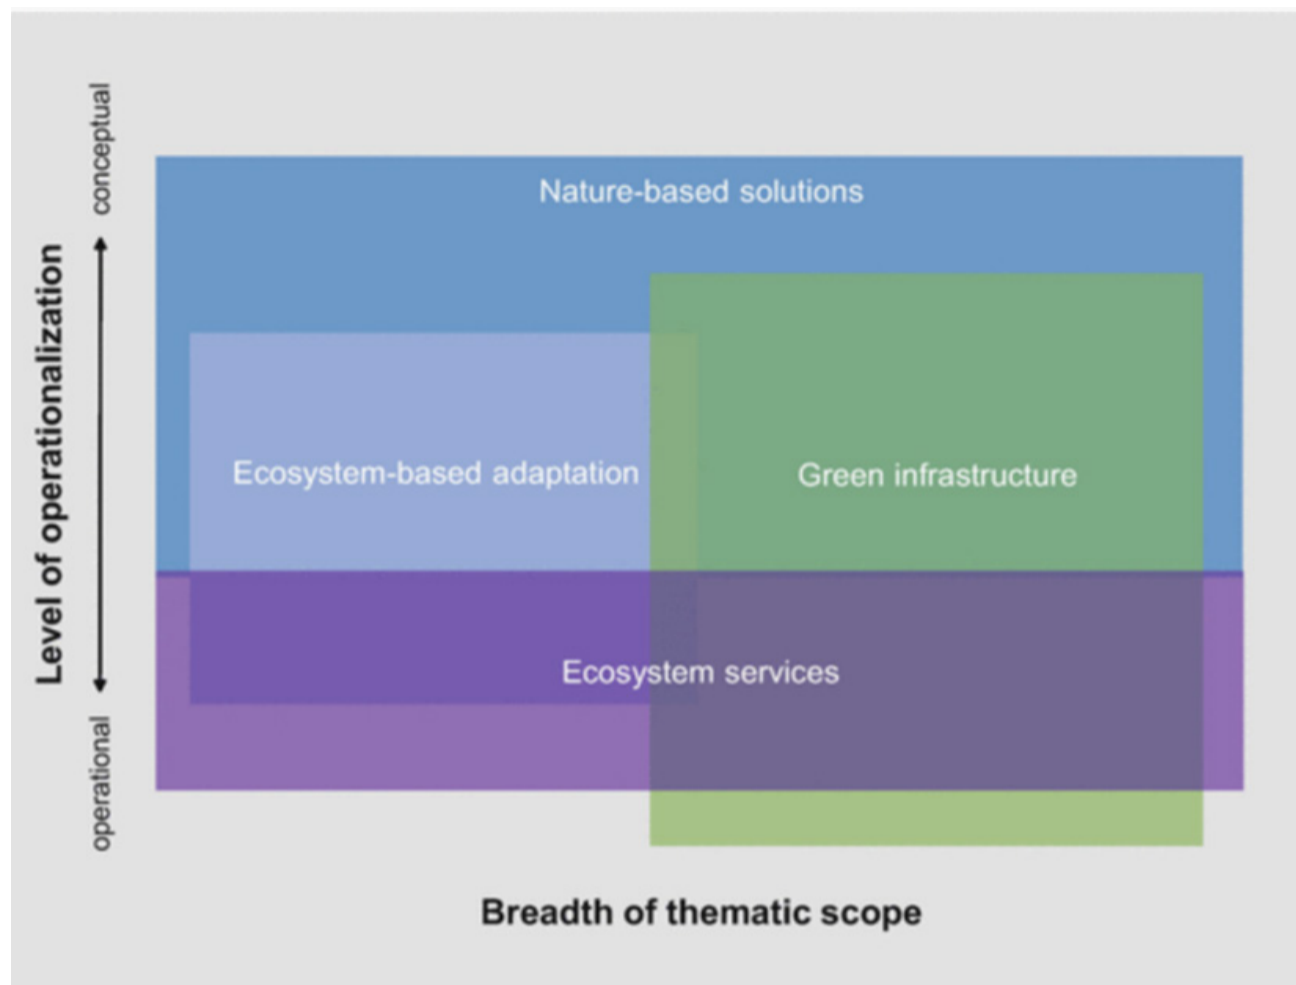 conceptual
Level of operationalization
operational
Nature-based solutions
Ecosystem-based adaptation
Green infrastructure
Ecosystem services
Breadth of thematic scope